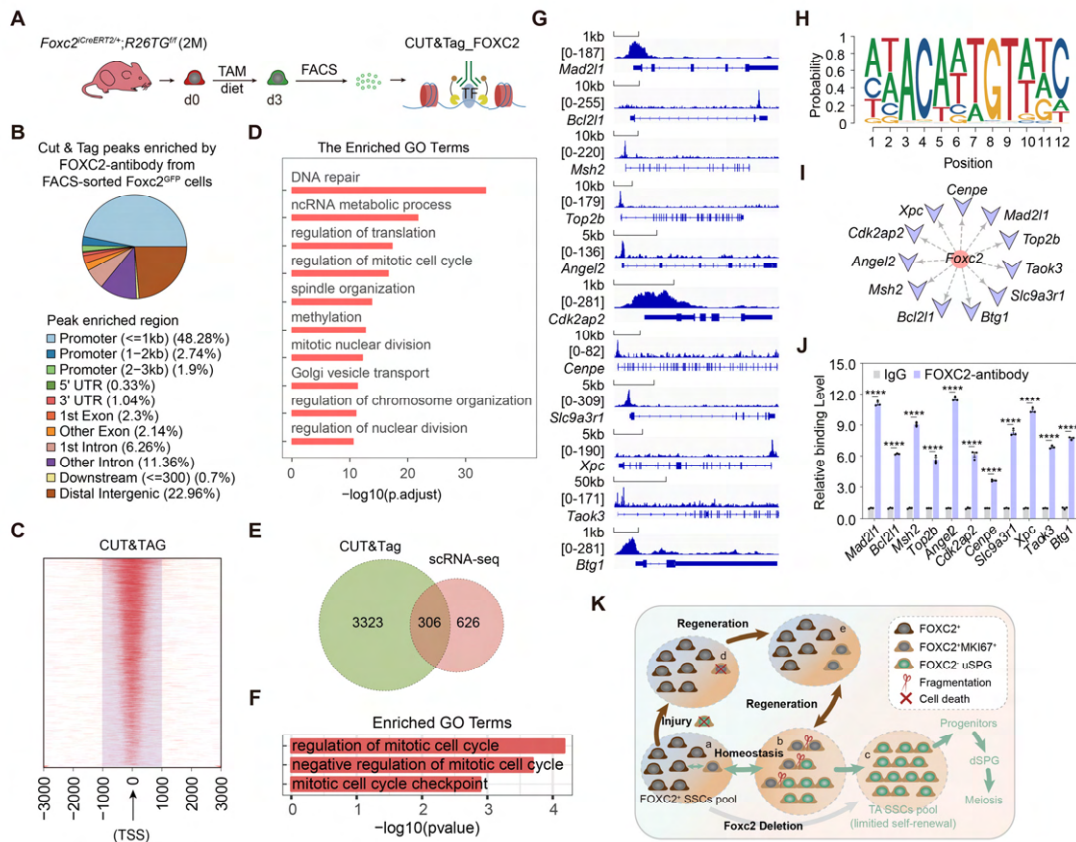 A
Foxc2iCreERT2/+;R26TGf/f (2M)
TAM
diet
FACS
d0
d3
CUT&Tag_FOXC2
TF
B
Cut & Tag peaks enriched by
FOXC2-antibody from
FACS-sorted Foxc2GFP cells
Peak enriched region
Promoter (<=1kb) (48.28%)
Promoter (1−2kb) (2.74%)
Promoter (2−3kb) (1.9%)
5' UTR (0.33%)
3' UTR (1.04%)
1st Exon (2.3%)
Other Exon (2.14%)
1st Intron (6.26%)
Other Intron (11.36%)
Downstream (<=300) (0.7%)
Distal Intergenic (22.96%)
C
CUT&TAG
-3000
-2000
-1000
0
1000
2000
3000
(TSS)
D
The Enriched GO Terms
DNA repair
ncRNA metabolic process
regulation of translation
regulation of mitotic cell cycle
spindle organization
methylation
mitotic nuclear division
Golgi vesicle transport
regulation of chromosome organization
regulation of nuclear division
0 10 20 30
−log10(p.adjust)
E
CUT&Tag
scRNA-seq
3323
306
626
F
Enriched GO Terms
regulation of mitotic cell cycle
negative regulation of mitotic cell cycle
mitotic cell cycle checkpoint
0 1 2 3 4
−log10(pvalue)
G
1kb
[0-187]
Mad2l1
10kb
[0-255]
Bcl2l1
10kb
[0-220]
Msh2
10kb
[0-179]
Top2b
5kb
[0-136]
Angel2
1kb
[0-281]
Cdk2ap2
10kb
[0-82]
Cenpe
5kb
[0-309]
Slc9a3r1
5kb
[0-190]
Xpc
50kb
[0-171]
Taok3
1kb
[0-281]
Btg1
H
Probability
1
0.8
0.6
0.4
0.2
0
1 2 3 4 5 6 7 8 9 10 11 12
Position
I
Cenpe
Xpc
Mad2l1
Cdk2ap2
Top2b
Angel2
Foxc2
Taok3
Msh2
Slc9a3r1
Bcl2l1
Btg1
J
IgG
FOXC2-antibody
Relative binding Level
15.0
12.0
9.0
6.0
3.0
0.0
****
****
****
****
****
****
****
****
****
****
****
Mad2l1
Bcl2l1
Msh2
Top2b
Angel2
Cdk2ap2
Cenpe
Slc9a3r1
Xpc
Taok3
Btg1
K
Regeneration
d
e
Regeneration
Injury
a
Homeostasis
b
c
FOXC2+ SSCs pool
Foxc2 Deletion
TA SSCs pool
(limitied self-renewal)
Progenitors
dSPG
Meiosis
FOXC2+
FOXC2+MKI67+
FOXC2- uSPG
Fragmentation
Cell death